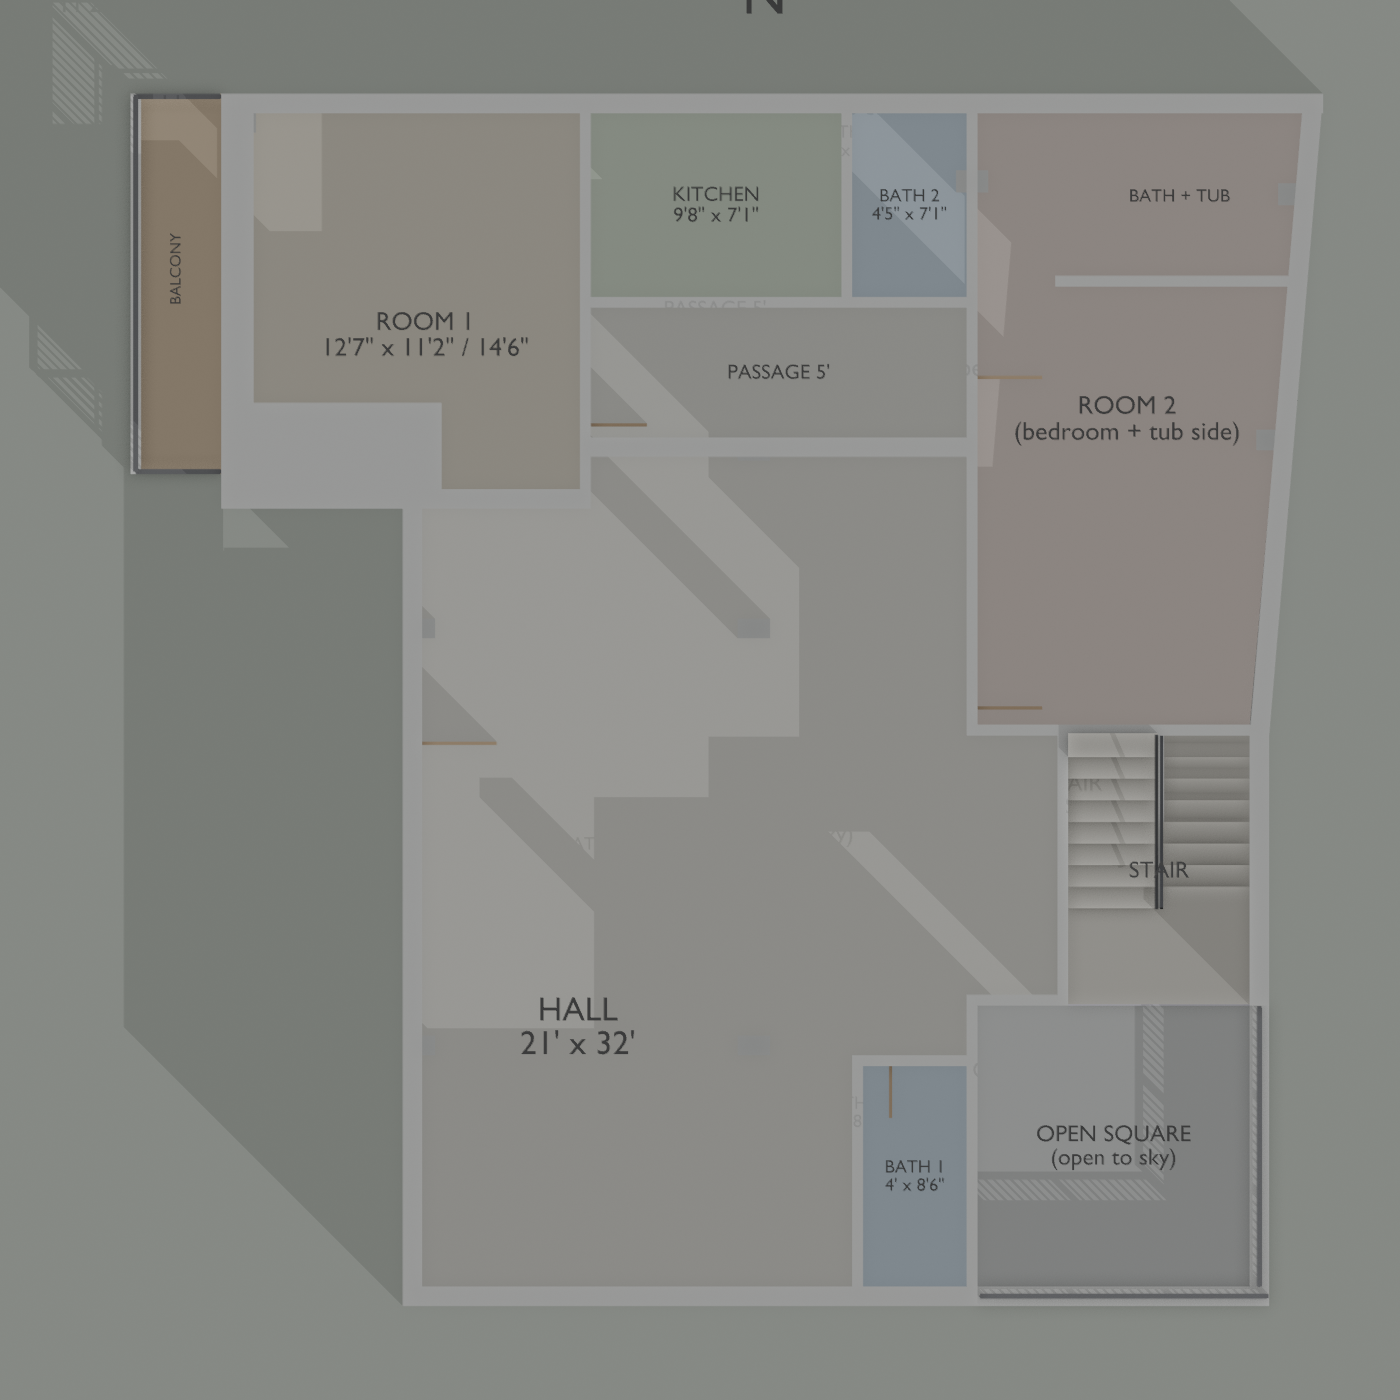 N
KITCHEN
9'8" x 7'1"
BATH 2
4'5" x 7'1"
BATH + TUB
BALCONY
ROOM 1
12'7" x 11'2" / 14'6"
PASSAGE 5'
PASSAGE 5'
ROOM 2
(bedroom + tub side)
STAIR
HALL
21' x 32'
OPEN SQUARE
(open to sky)
BATH 1
4' x 8'6"